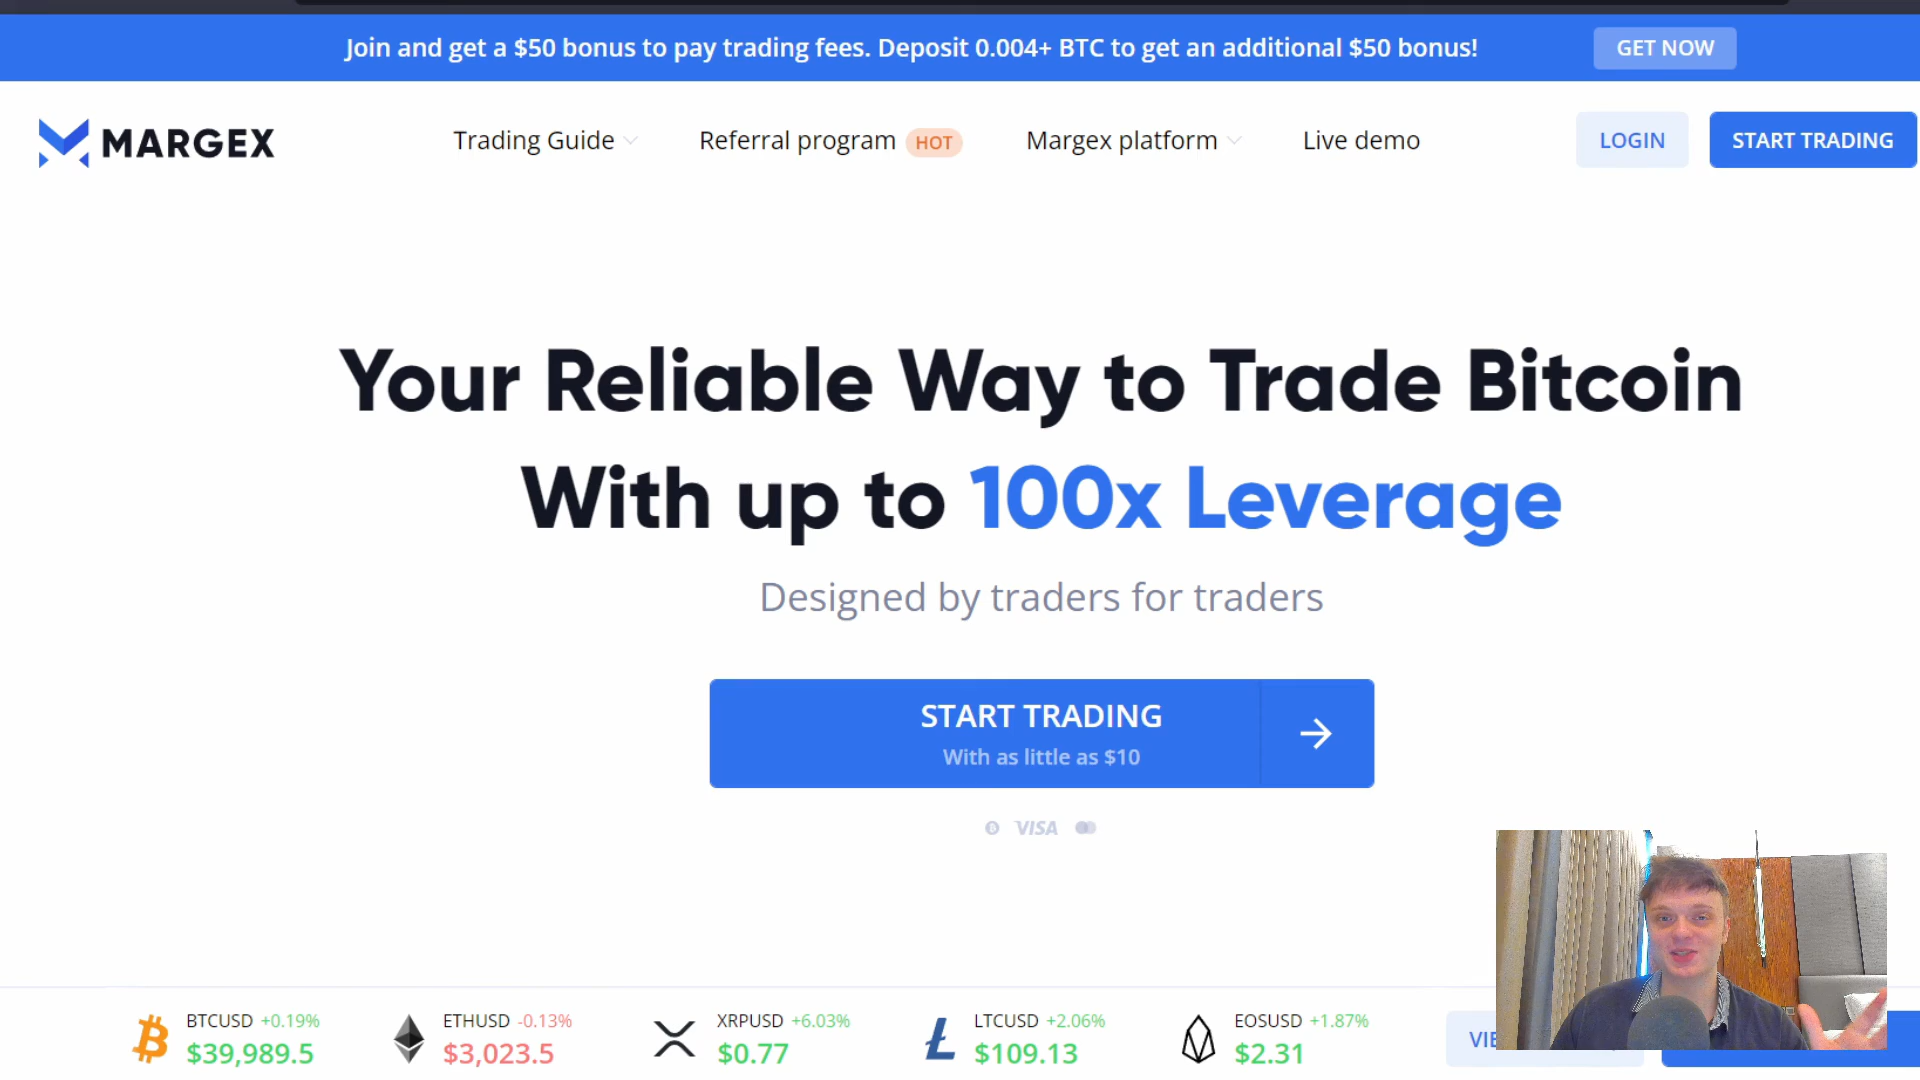 Join and get a $50 bonus to pay trading fees. Deposit 0.004+ BTC to get an additional $50 bonus!
GET NOW
MARGEX
Trading Guide
Referral program HOT
Margex platform
Live demo
LOGIN
START TRADING
Your Reliable Way to Trade Bitcoin
With up to 100x Leverage
Designed by traders for traders
START TRADING
With as little as $10
VISA
BTCUSD +0.19%
$39,989.5
ETHUSD -0.13%
$3,023.5
XRPUSD +6.03%
$0.77
LTCUSD +2.06%
$109.13
EOSUSD +1.87%
$2.31